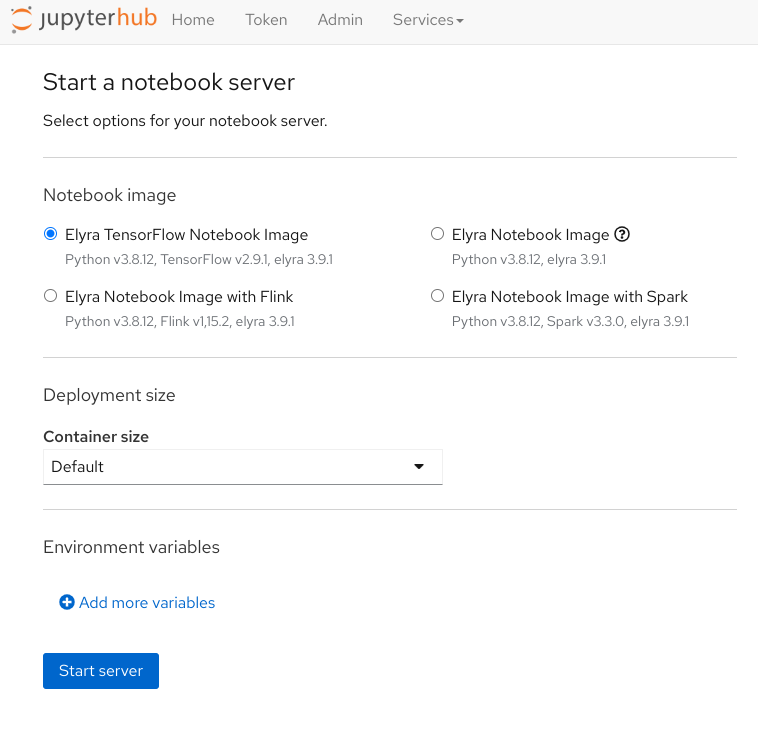 jupyterhub Home Token Admin Services
Start a notebook server
Select options for your notebook server.
Notebook image
Elyra TensorFlow Notebook Image
Python v3.8.12, TensorFlow v2.9.1, elyra 3.9.1
Elyra Notebook Image ?
Python v3.8.12, elyra 3.9.1
Elyra Notebook Image with Flink
Python v3.8.12, Flink v1,15.2, elyra 3.9.1
Elyra Notebook Image with Spark
Python v3.8.12, Spark v3.3.0, elyra 3.9.1
Deployment size
Container size
Default
Environment variables
Add more variables
Start server